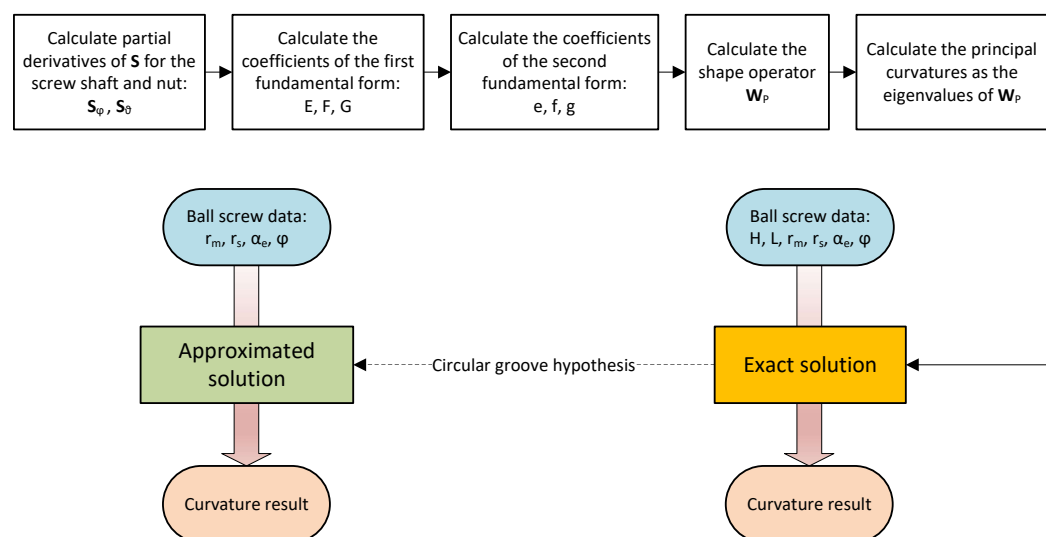 Calculate partial
derivatives of S for the
screw shaft and nut:
Sφ , Sϑ
Calculate the
coefficients of the first
fundamental form:
E, F, G
Calculate the coefficients
of the second
fundamental form:
e, f, g
Calculate the
shape operator
WP
Calculate the principal
curvatures as the
eigenvalues of WP
Ball screw data:
rm, rs, αe, φ
Ball screw data:
H, L, rm, rs, αe, φ
Approximated
solution
Circular groove hypothesis
Exact solution
Curvature result
Curvature result